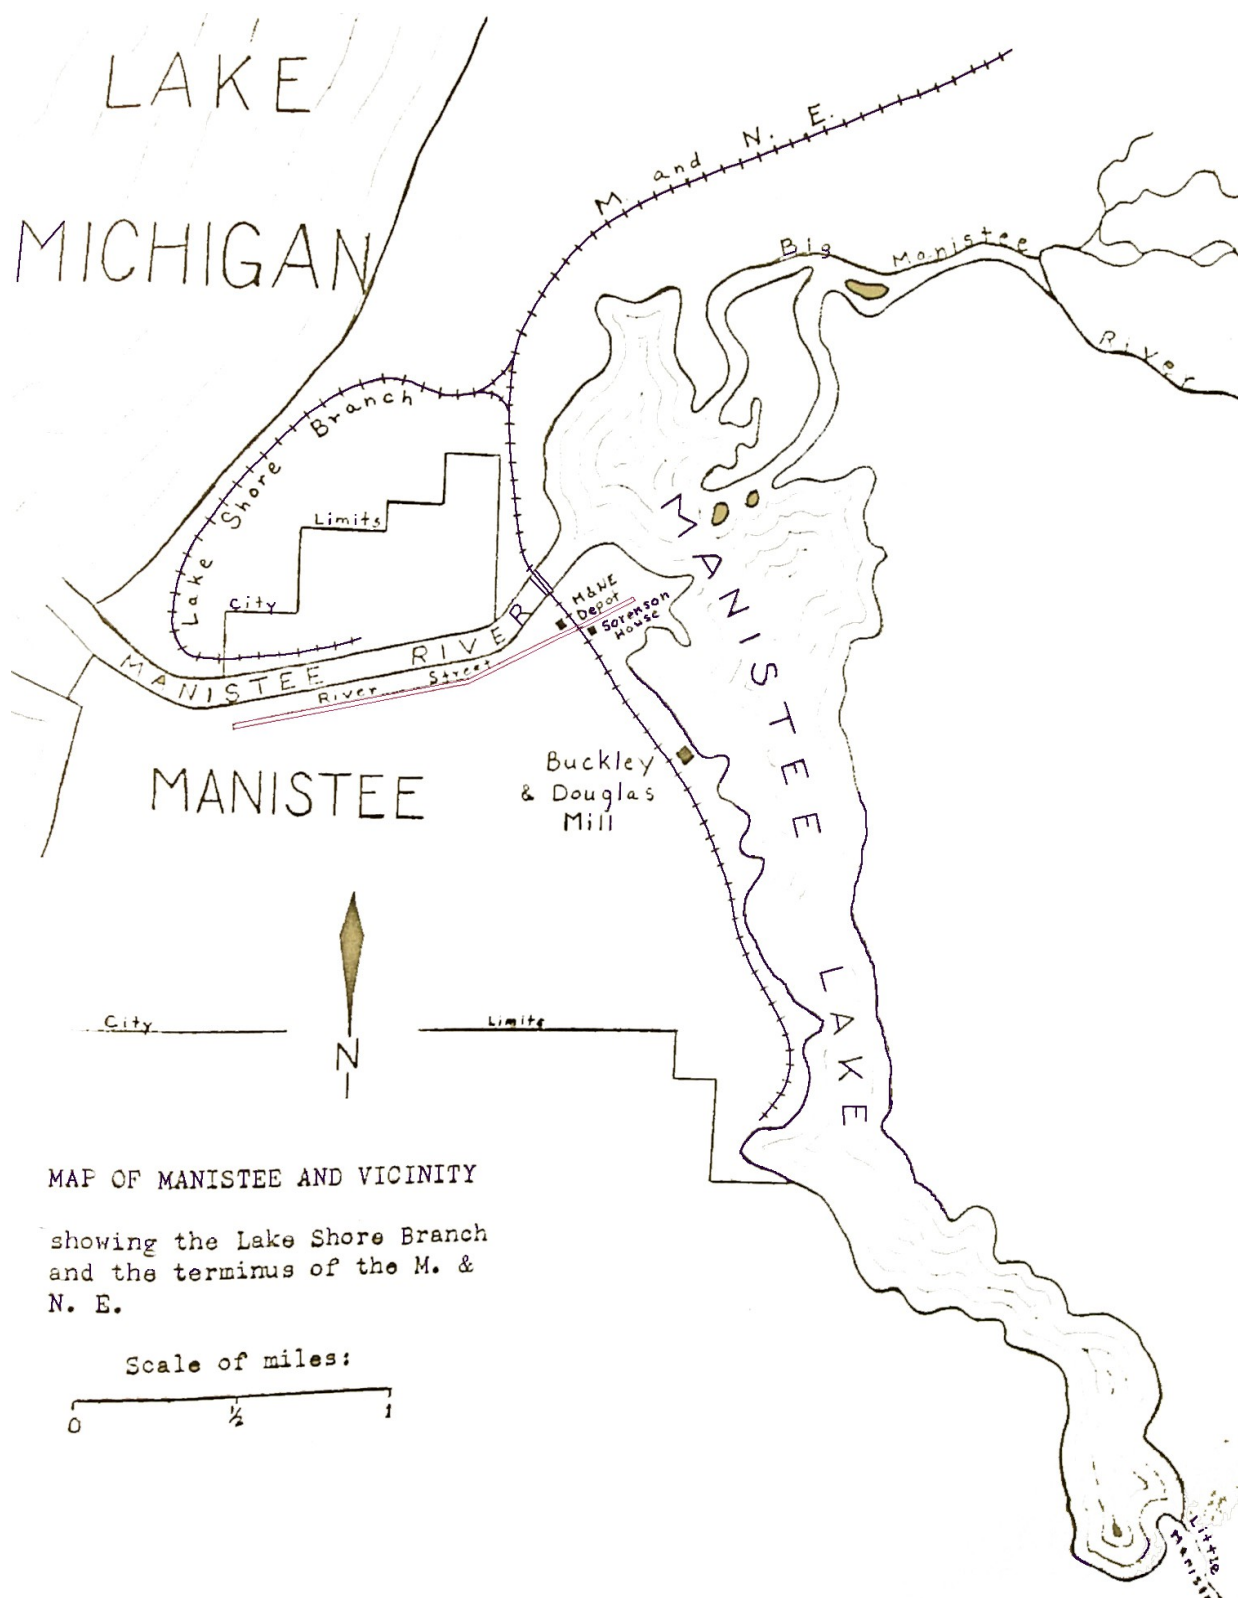 LAKE
MICHIGAN
M. and N. E.
Big Manistee
River
Lake Shore Branch
Limits
City
MANISTEE RIVER
M&NE
Depot
Sorenson
House
River Street
MANISTEE LAKE
Buckley
& Douglas
Mill
MANISTEE
City
Limits
N
MAP OF MANISTEE AND VICINITY
showing the Lake Shore Branch
and the terminus of the M. &
N. E.
Scale of miles:
0 ½ 1
Little